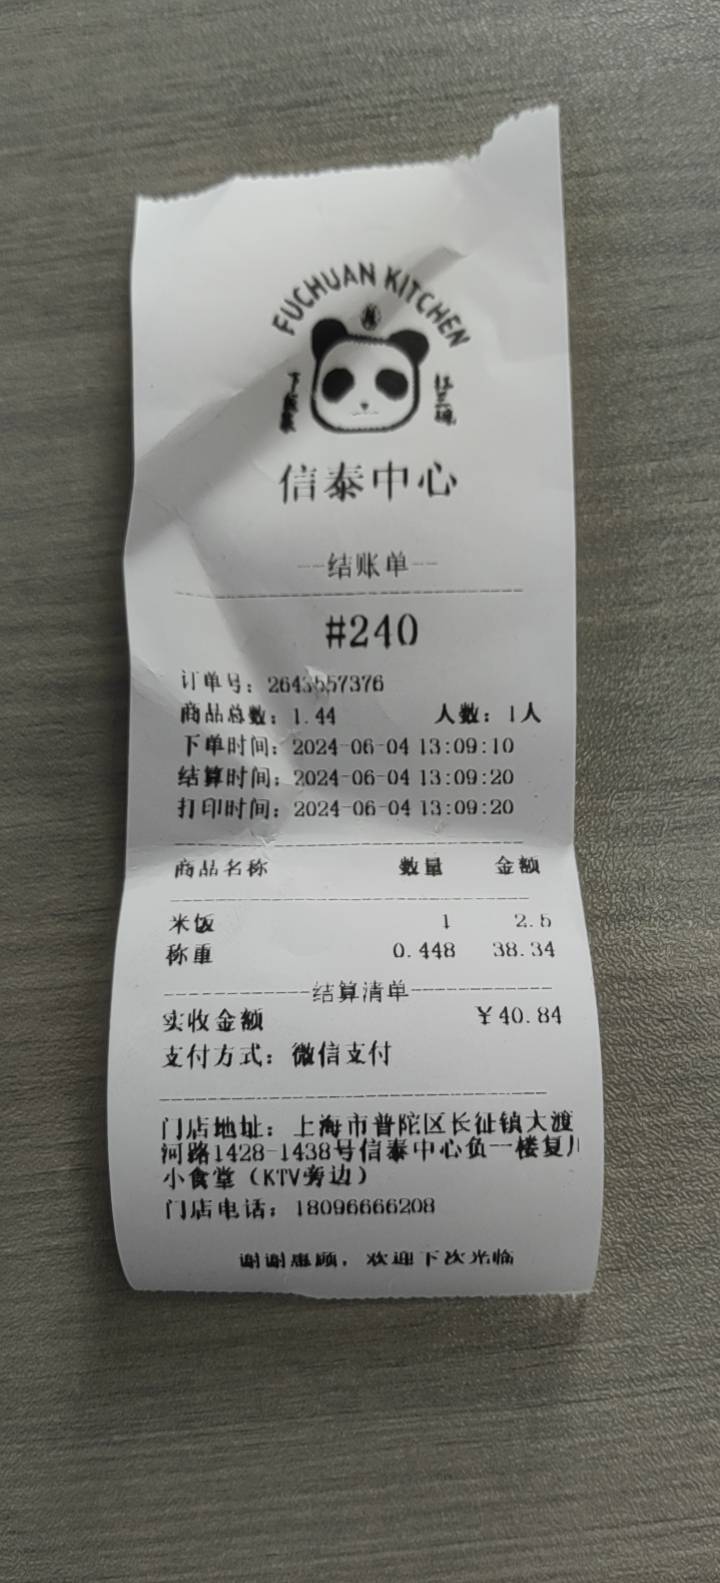 FUCHUAN KITCHEN
信泰中心
---结账单---
#240
订单号：2643557376
商品总数：1.44 人数：1人
下单时间：2024-06-04 13:09:10
结算时间：2024-06-04 13:09:20
打印时间：2024-06-04 13:09:20
商品名称 数量 金额
米饭 1 2.5
称重 0.448 38.34
------------结算清单------------
实收金额 ￥40.84
支付方式：微信支付
门店地址：上海市普陀区长征镇大渡
河路1428-1438号信泰中心负一楼复川
小食堂（KTV旁边）
门店电话：18096666208
谢谢惠顾，欢迎下次光临